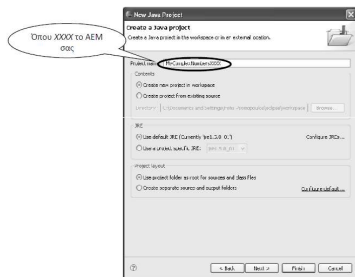 Όπου XXXX το ΑΕΜ
σας
New Java Project
Create a Java project
Create a Java project in the workspace or in an external location.
Project name: MyComplexNumbersXXXX
Contents
Create new project in workspace
Create project from existing source
Browse...
JRE
Use default JRE (Currently
Configure JREs...
Use a project specific JRE:
Project layout
Use project folder as root for sources and class files
Create separate source and output folders
Configure default...
?
< Back
Next >
Finish
Cancel